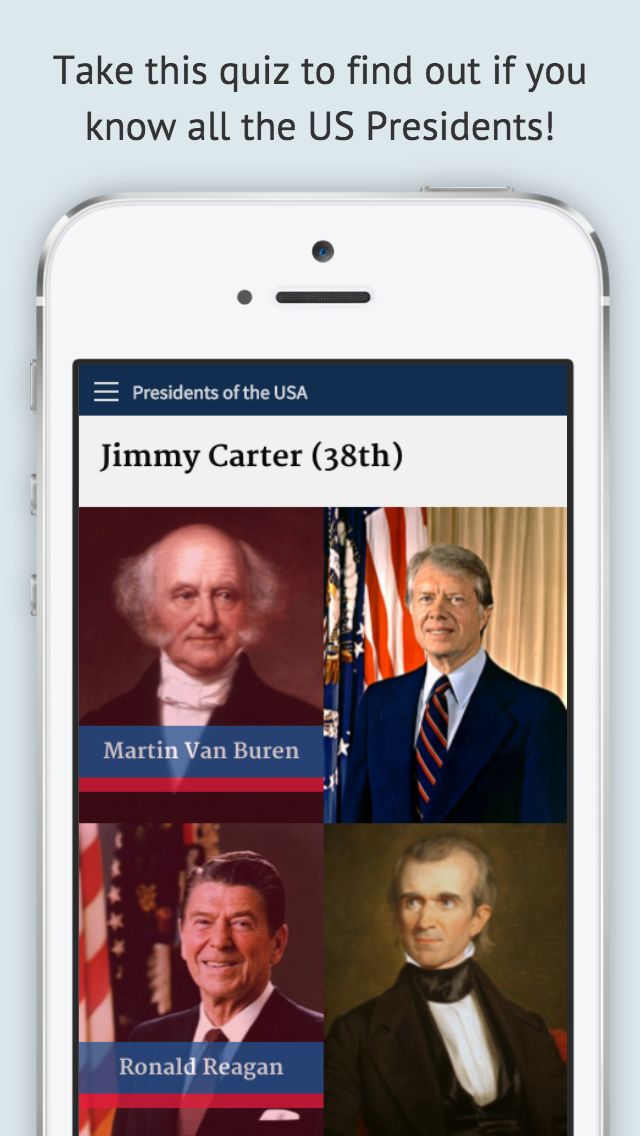 Take this quiz to find out if you
know all the US Presidents!
Presidents of the USA
Jimmy Carter (38th)
Martin Van Buren
Ronald Reagan